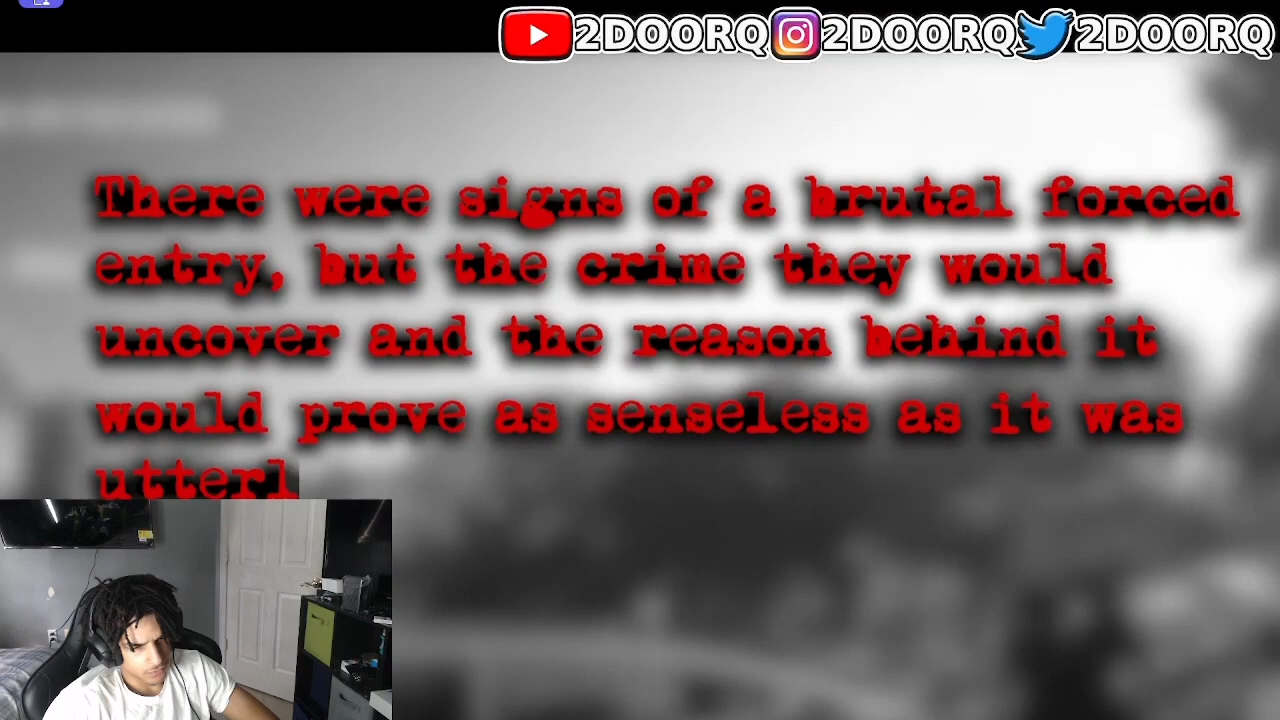 2DOORQ 2DOORQ 2DOORQ
There were signs of a brutal forced
entry, but the crime they would
uncover and the reason behind it
would prove as senseless as it was
utterl